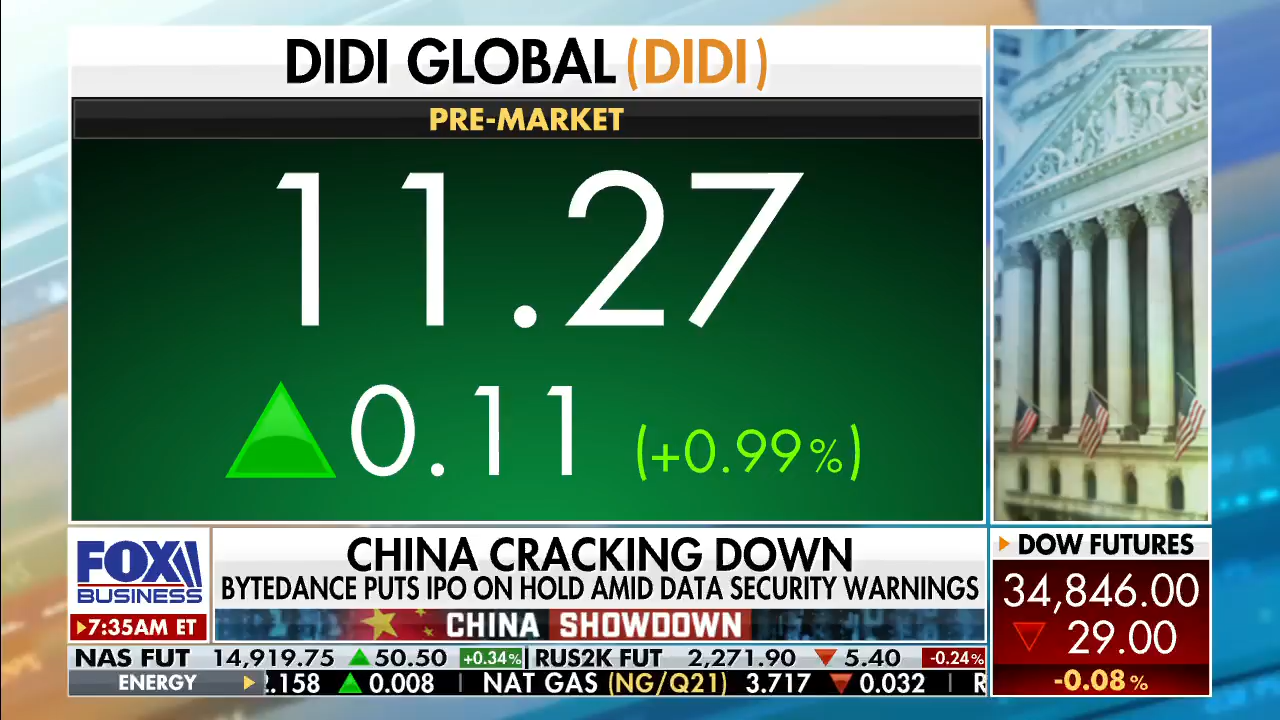 DIDI GLOBAL (DIDI)
PRE-MARKET
11.27
0.11 (+0.99%)
FOX BUSINESS
7:35AM ET
CHINA CRACKING DOWN
BYTEDANCE PUTS IPO ON HOLD AMID DATA SECURITY WARNINGS
CHINA SHOWDOWN
DOW FUTURES
34,846.00
29.00
-0.08%
NAS FUT 14,919.75 50.50 +0.34% RUS2K FUT 2,271.90 5.40 -0.24%
ENERGY .158 0.008 NAT GAS (NG/Q21) 3.717 0.032